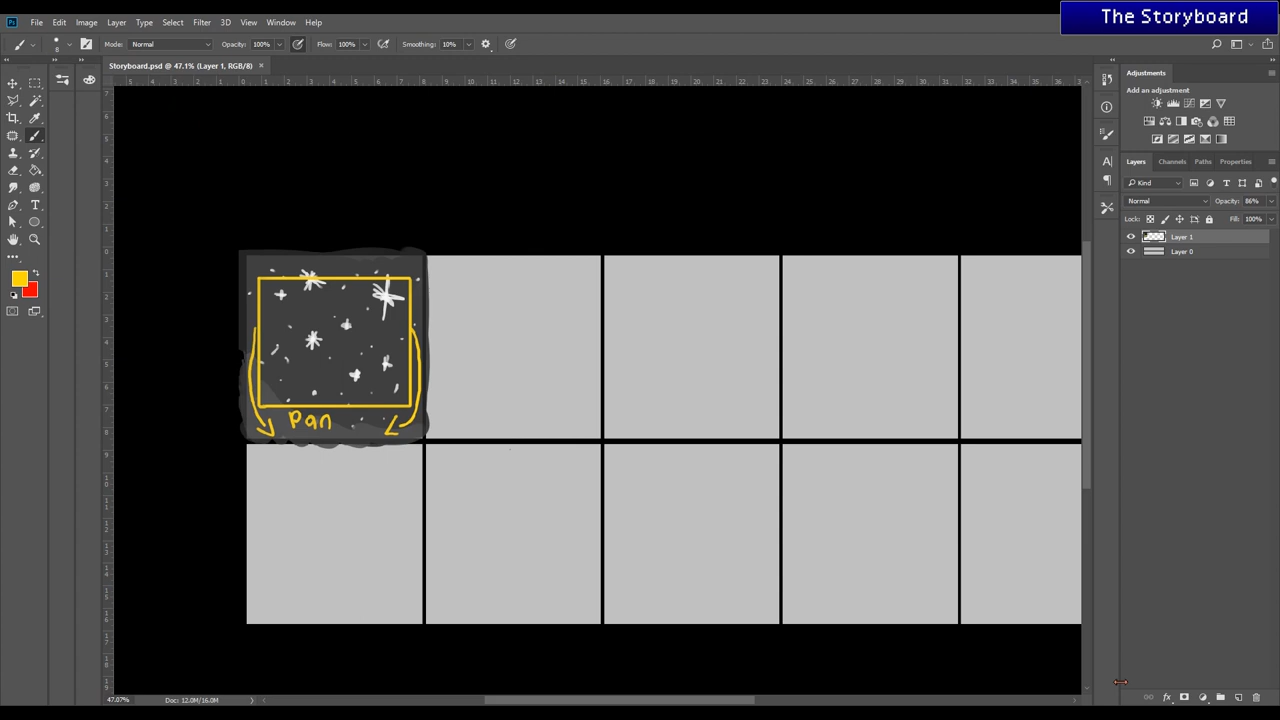 The Storyboard
Ps File Edit Image Layer Type Select Filter 3D View Window Help
8 Mode: Normal Opacity: 100% Flow: 100% Smoothing: 10%
Storyboard.psd @ 47.1% (Layer 1, RGB/8) ×
Adjustments
Add an adjustment
Layers Channels Paths Properties
Kind
Normal Opacity: 86%
Lock: Fill: 100%
Layer 1
Layer 0
Pan
47.07% Doc: 12.0M/16.0M